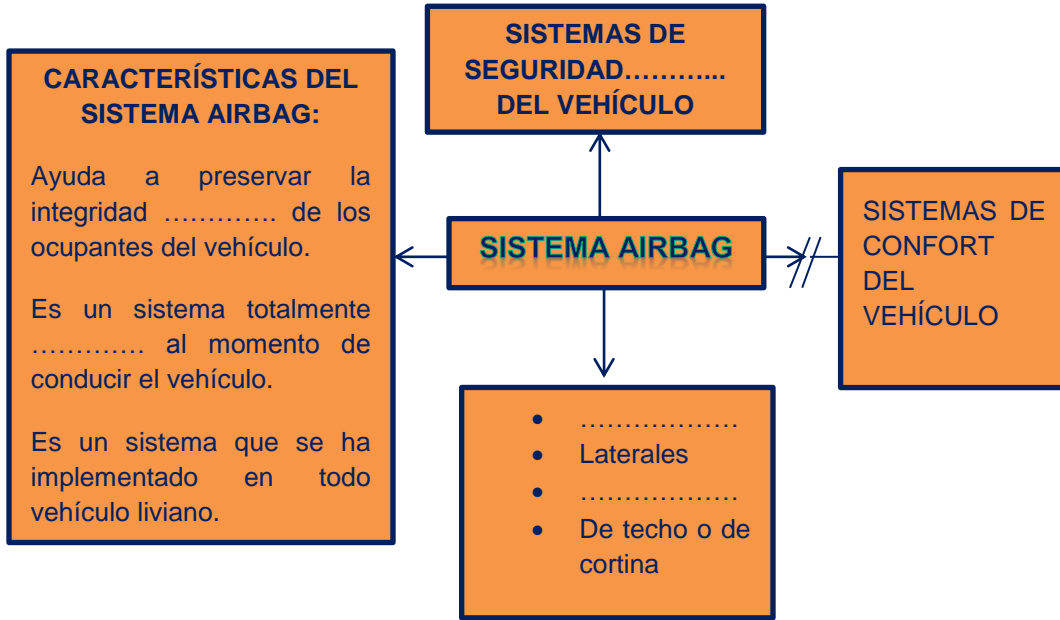 SISTEMAS DE
SEGURIDAD………...
DEL VEHÍCULO
CARACTERÍSTICAS DEL
SISTEMA AIRBAG:
Ayuda a preservar la
integridad …………. de los
ocupantes del vehículo.
Es un sistema totalmente
…………. al momento de
conducir el vehículo.
Es un sistema que se ha
implementado en todo
vehículo liviano.
SISTEMA AIRBAG
SISTEMAS DE
CONFORT
DEL
VEHÍCULO
• ………………
• Laterales
• ………………
• De techo o de
cortina